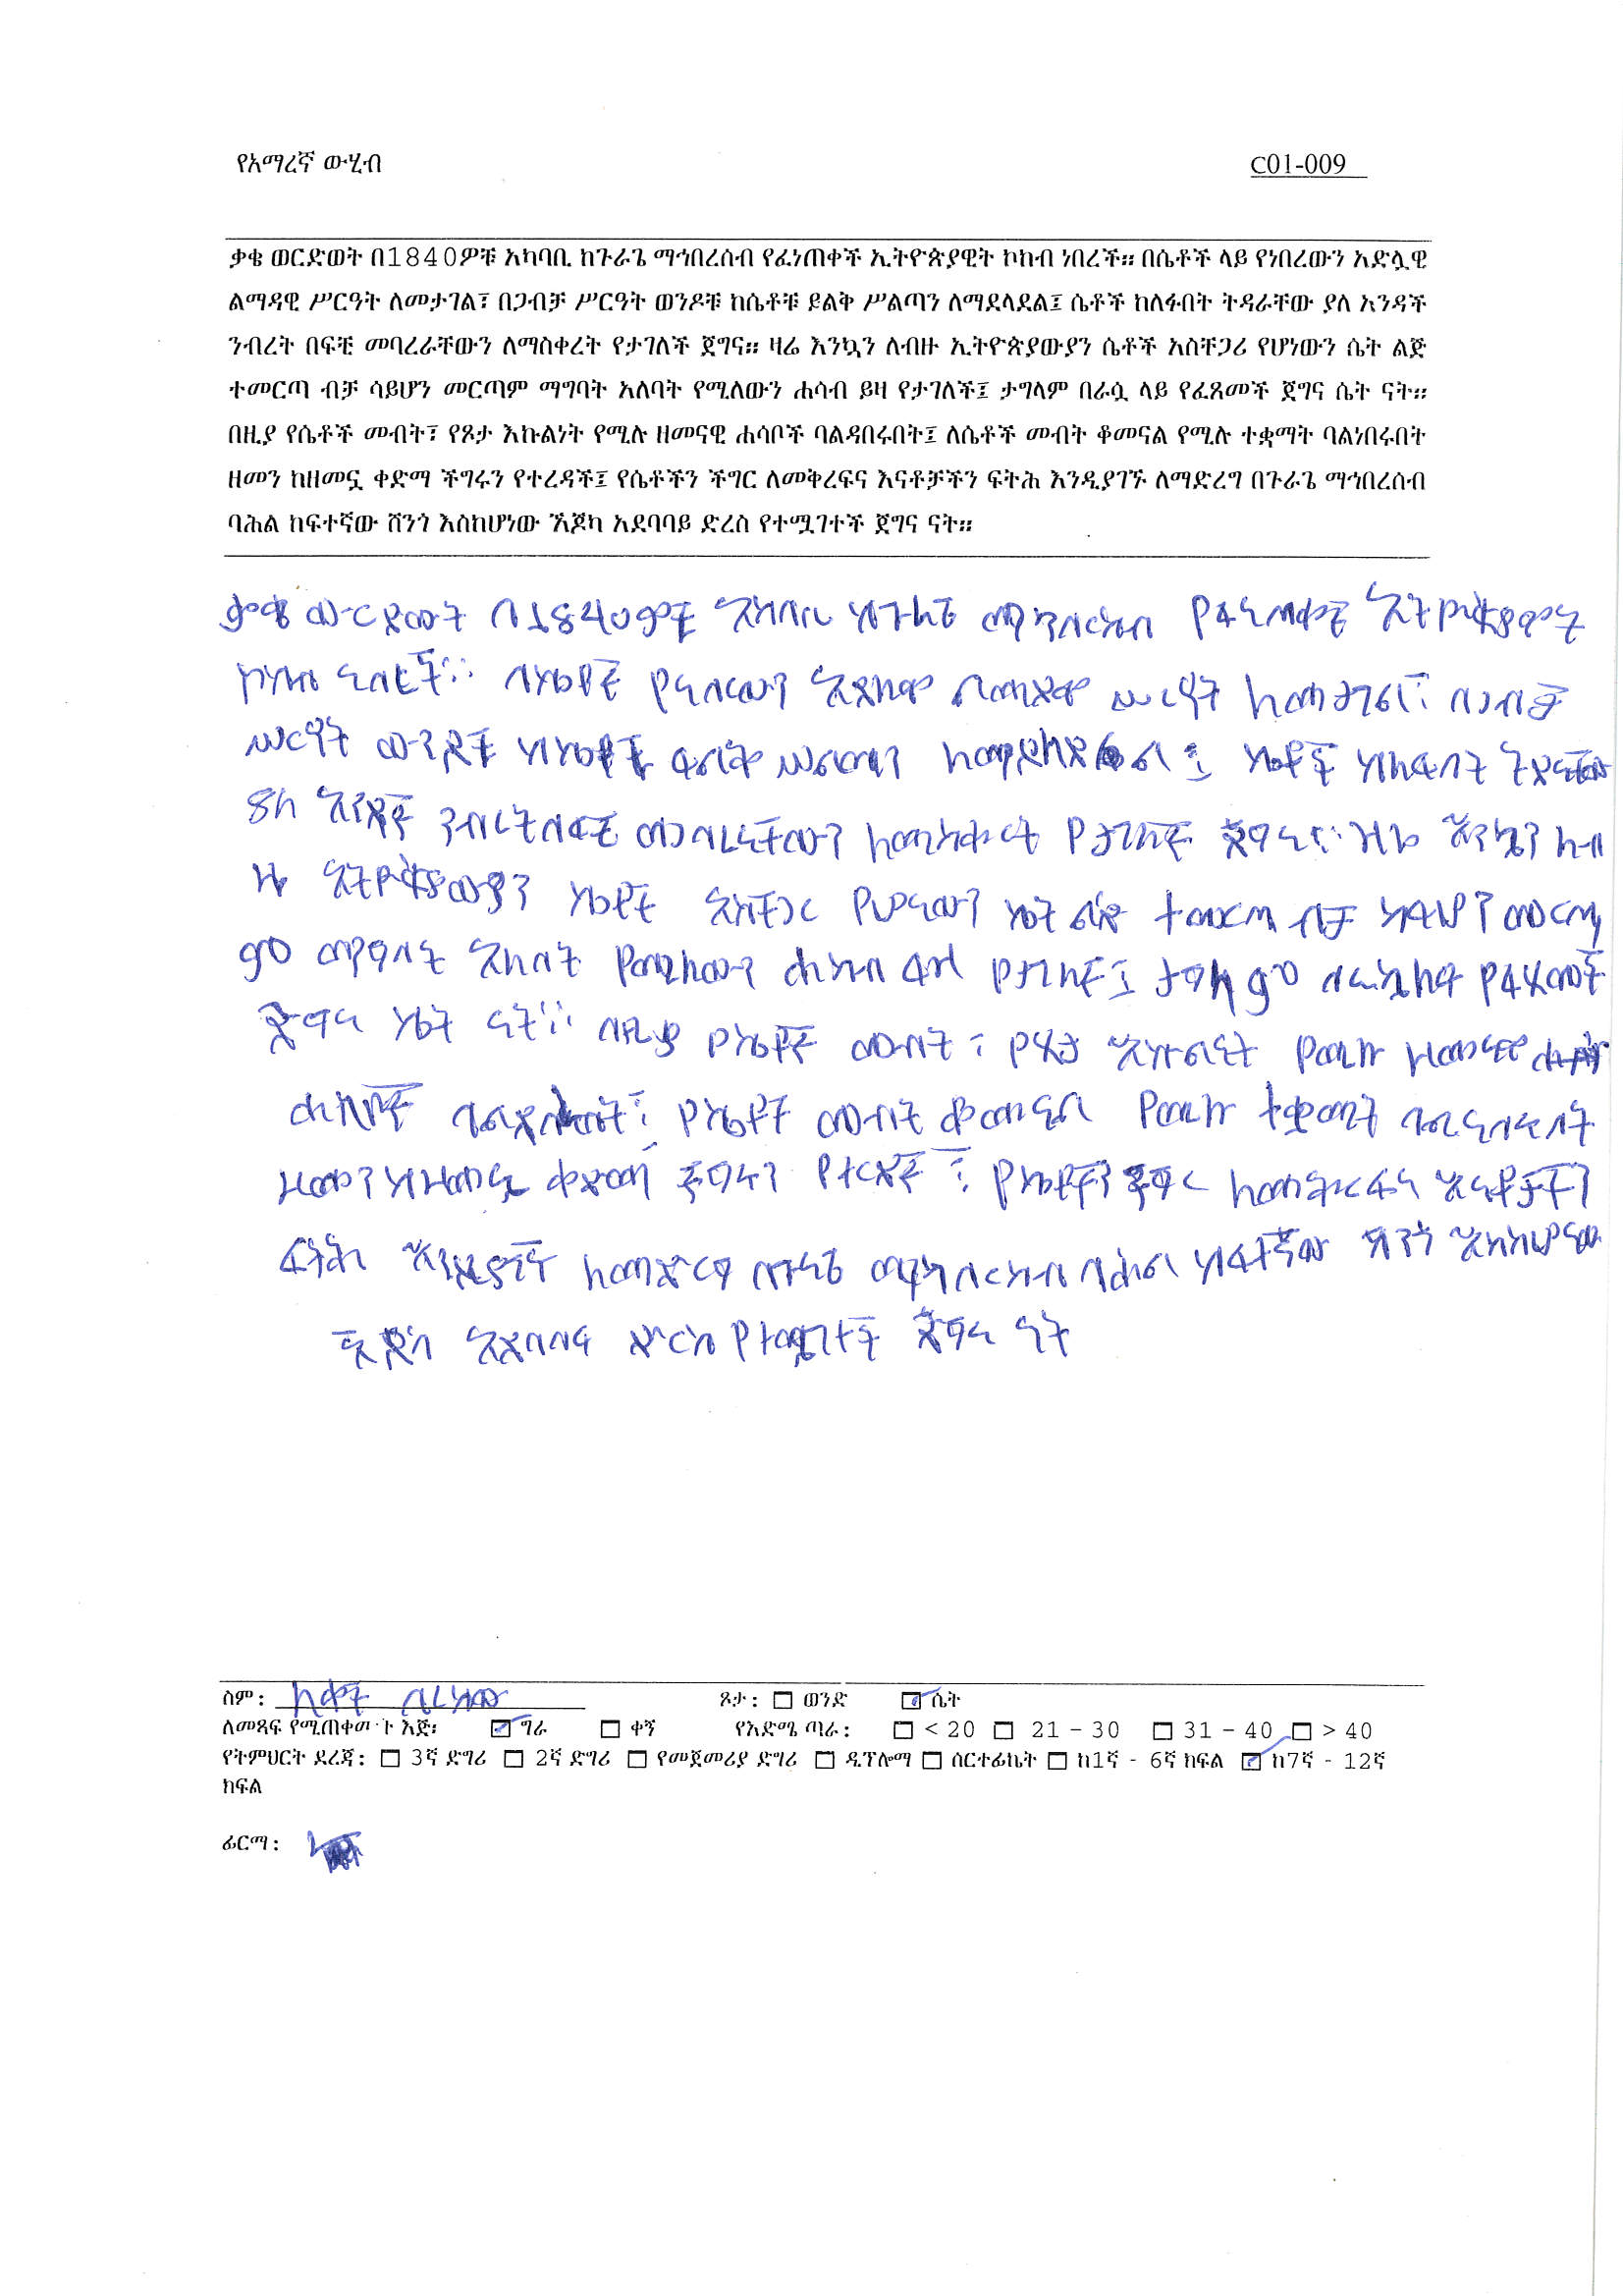 የአማረኛ ውሂብ
C01-009
ቃቄ ወርድወት በ1840ዎቹ አካባቢ ከጉራጌ ማኅበረሰብ የፈነጠቀች ኢትዮጵያዊት ኮከብ ነበረች። በሴቶች ላይ የነበረውን አድሏዊ
ልማዳዊ ሥርዓት ለመታገል፣ በጋብቻ ሥርዓት ወንዶቹ ከሴቶቹ ይልቅ ሥልጣን ለማደላደል፤ ሴቶች ከለፉበት ትዳራቸው ያለ አንዳች
ንብረት በፍቺ መባረራቸውን ለማስቀረት የታገለች ጀግና። ዛሬ እንኳን ለብዙ ኢትዮጵያውያን ሴቶች አስቸጋሪ የሆነውን ሴት ልጅ
ተመርጣ ብቻ ሳይሆን መርጣም ማግባት አለባት የሚለውን ሐሳብ ይዛ የታገለች፤ ታግላም በራሷ ላይ የፈጸመች ጀግና ሴት ናት።
በዚያ የሴቶች መብት፣ የጾታ እኩልነት የሚሉ ዘመናዊ ሐሳቦች ባልዳበሩበት፤ ለሴቶች መብት ቆመናል የሚሉ ተቋማት ባልነበሩበት
ዘመን ከዘመኗ ቀድማ ችግሩን የተረዳች፤ የሴቶችን ችግር ለመቅረፍና እናቶቻችን ፍትሕ እንዲያገኙ ለማድረግ በጉራጌ ማኅበረሰብ
ባሕል ከፍተኛው ሸንጎ እስከሆነው ኧጆካ አደባባይ ድረስ የተሟገተች ጀግና ናት።
ቃቄ ውርድወት በ1840ዎቹ አካባቢ ከጉራጌ ማኅበረሰብ የፈነጠቀች ኢትዮጵያዊት
ኮከብ ነበረች። በሴቶች የነበረውን አድሏዊ ልማዳዊ ሥርዓት ለመታገል፣ በጋብቻ
ሥርዓት ወንዶች ከሴቶቹ ይልቅ ሥልጣን ለማደላደል፤ ሴቶች ከለፉበት ትዳራቸው
ያለ አንዳች ንብረት በፍቺ መባረራቸውን ለማስቀረት የታገለች ጀግና። ዛሬ እንኳን ለብ
ዙ ኢትዮጵያውያን ሴቶች አስቸጋሪ የሆነውን ሴት ልጅ ተመርጣ ብቻ ሳይሆን መርጣ
ም ማግባት አለባት የሚለውን ሐሳብ ይዛ የታገለች፤ ታግላ ም በራሷ ላይ የፈጸመች
ጀግና ሴት ናት። በዚያ የሴቶች መብት፣ የጾታ እኩልነት የሚሉ ዘመናዊ
ሐሳቦች ባልዳበሩበት፣ የሴቶች መብት ቆመናል የሚሉ ተቋማት ባልነበሩበት
ዘመን ከዘመኗ ቀድማ ችግሩን የተረዳች፣ የሴቶችን ችግር ለመቅረፍና እናቶቻችን
ፍትሕ እንዲያገኙ ለማድረግ በጉራጌ ማኅበረሰብ ባሕል ከፍተኛው ሸንጎ እስከሆነው
ኧጆካ አደባባይ ድርስ የተሟገተች ጀግና ናት
ስም: ጾታ: ወንድ ሴት
ለመጻፍ የሚጠቀሙት እጅ፡ ግራ ቀኝ የእድሜ ጣራ: < 20 21 – 30 31 – 40 > 40
የትምህርት ደረጃ: 3ኛ ድግሪ 2ኛ ድግሪ የመጀመሪያ ድግሪ ዲፕሎማ ሰርተፊኬት ከ1ኛ - 6ኛ ክፍል ከ7ኛ - 12ኛ
ክፍል
ፊርማ: